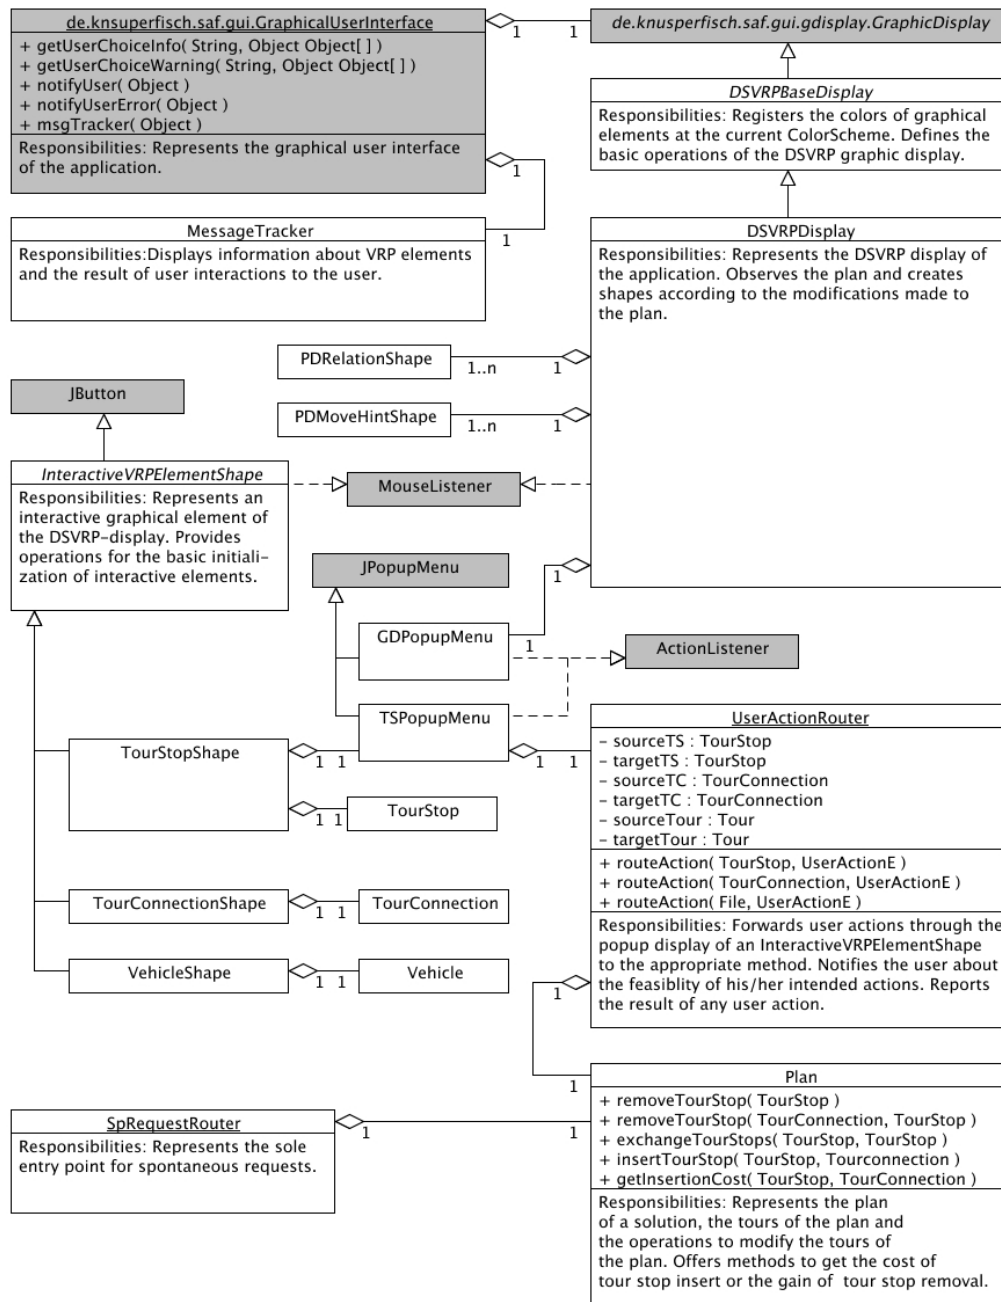 de.knusperfisch.saf.gui.GraphicalUserInterface
+ getUserChoiceInfo( String, Object Object[ ] )
+ getUserChoiceWarning( String, Object Object[ ] )
+ notifyUser( Object )
+ notifyUserError( Object )
+ msgTracker( Object )
Responsibilities: Represents the graphical user interface
of the application.
1
1
de.knusperfisch.saf.gui.gdisplay.GraphicDisplay
DSVRPBaseDisplay
Responsibilities: Registers the colors of graphical
elements at the current ColorScheme. Defines the
basic operations of the DSVRP graphic display.
1
1
MessageTracker
Responsibilities:Displays information about VRP elements
and the result of user interactions to the user.
DSVRPDisplay
Responsibilities: Represents the DSVRP display of
the application. Observes the plan and creates
shapes according to the modifications made to
the plan.
PDRelationShape
1..n
1
PDMoveHintShape
1..n
1
JButton
InteractiveVRPElementShape
Responsibilities: Represents an
interactive graphical element of
the DSVRP-display. Provides
operations for the basic initiali-
zation of interactive elements.
MouseListener
JPopupMenu
1
GDPopupMenu
1
ActionListener
TSPopupMenu
1
1
TourStopShape
1
1
1
1
TourStop
TourConnectionShape
1
1
TourConnection
VehicleShape
1
1
Vehicle
UserActionRouter
- sourceTS : TourStop
- targetTS : TourStop
- sourceTC : TourConnection
- targetTC : TourConnection
- sourceTour : Tour
- targetTour : Tour
+ routeAction( TourStop, UserActionE )
+ routeAction( TourConnection, UserActionE )
+ routeAction( File, UserActionE )
Responsibilities: Forwards user actions through the
popup display of an InteractiveVRPElementShape
to the appropriate method. Notifies the user about
the feasiblity of his/her intended actions. Reports
the result of any user action.
1
1
SpRequestRouter
Responsibilities: Represents the sole
entry point for spontaneous requests.
1
1
Plan
+ removeTourStop( TourStop )
+ removeTourStop( TourConnection, TourStop )
+ exchangeTourStops( TourStop, TourStop )
+ insertTourStop( TourStop, Tourconnection )
+ getInsertionCost( TourStop, TourConnection )
Responsibilities: Represents the plan
of a solution, the tours of the plan and
the operations to modify the tours of
the plan. Offers methods to get the cost of
tour stop insert or the gain of  tour stop removal.